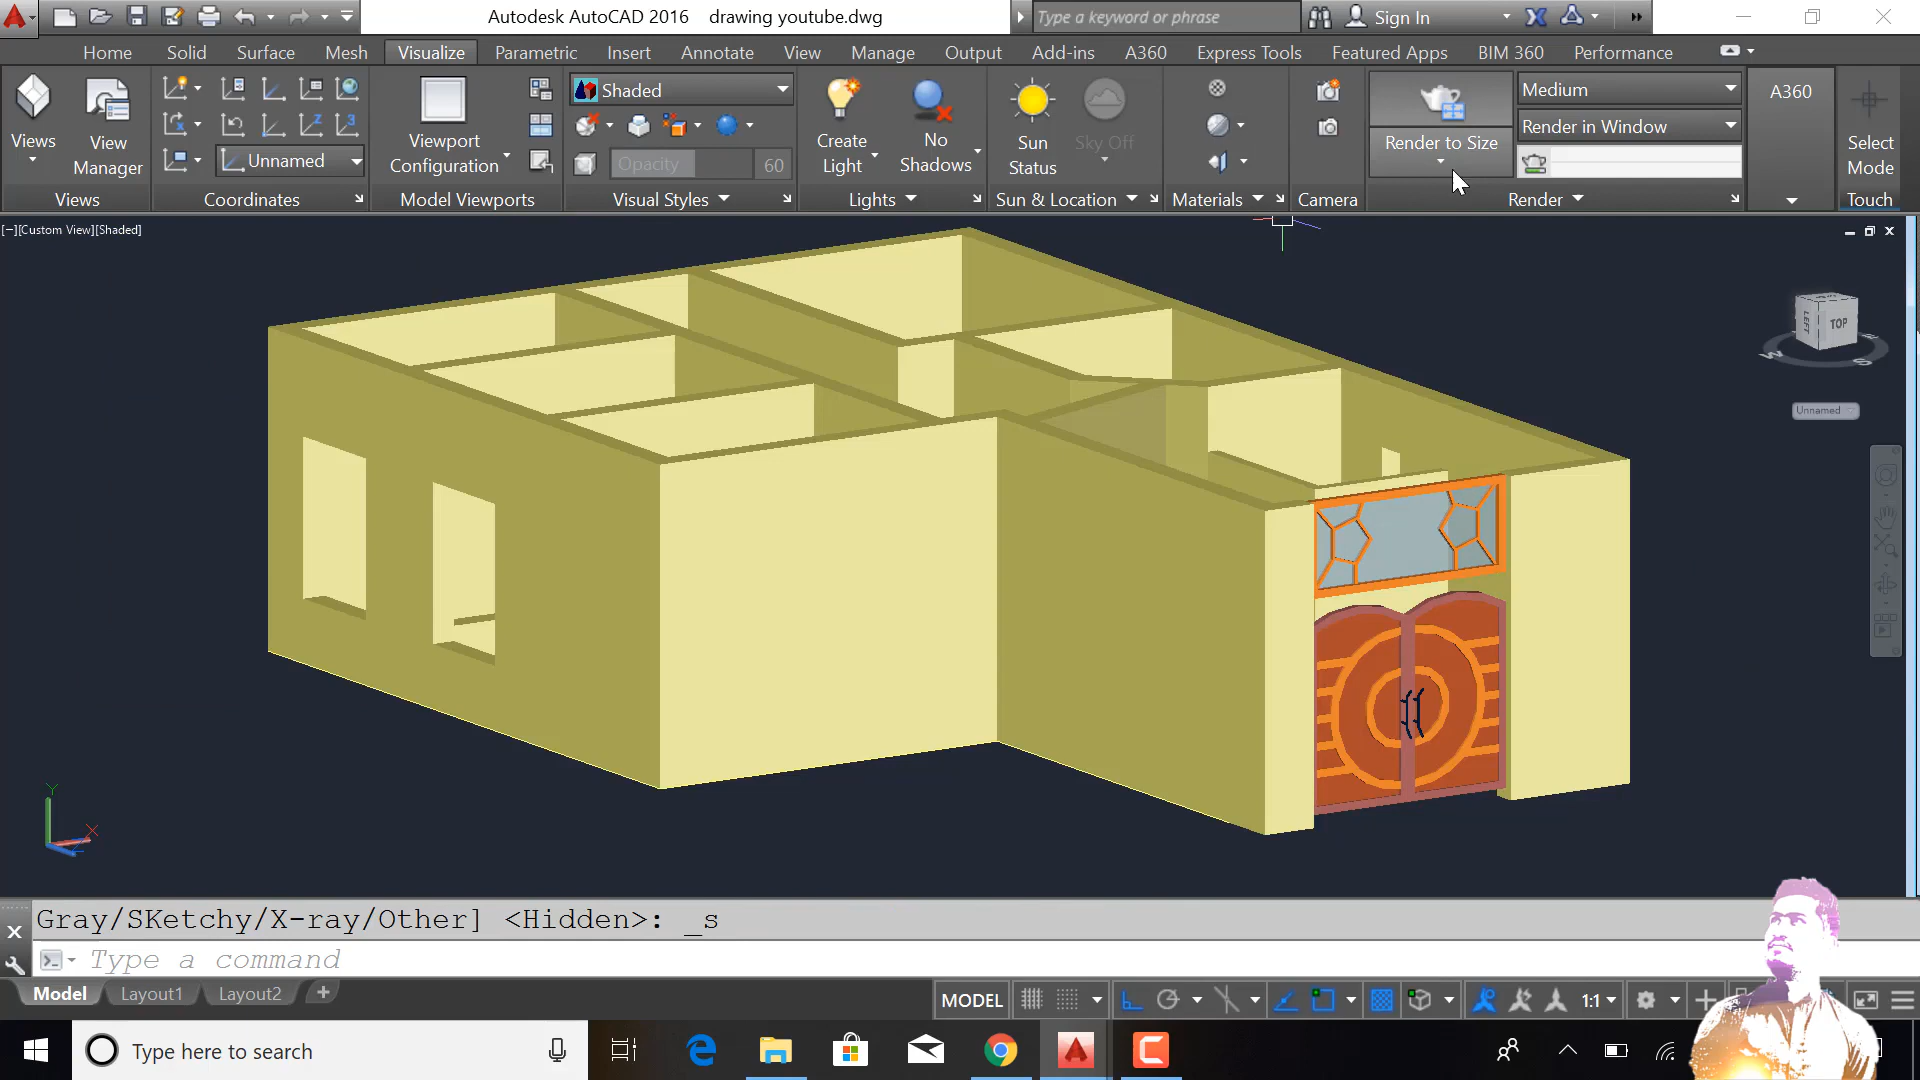 Autodesk AutoCAD 2016 drawing youtube.dwg
Type a keyword or phrase
Sign In
Home Solid Surface Mesh Visualize Parametric Insert Annotate View Manage Output Add-ins A360 Express Tools Featured Apps BIM 360 Performance
Views
View
Manager
Unnamed
Viewport
Configuration
Shaded
Opacity 60
Create
Light
No
Shadows
Sun
Status
Sky Off
Render to Size
Medium
Render in Window
A360
Select
Mode
Views Coordinates Model Viewports Visual Styles Lights Sun & Location Materials Camera Render Touch
[−][Custom View][Shaded]
LEFT TOP
W S
Unnamed
Y
X
Gray/SKetchy/X-ray/Other] <Hidden>: _s
Type a command
Model Layout1 Layout2
MODEL
1:1
Type here to search